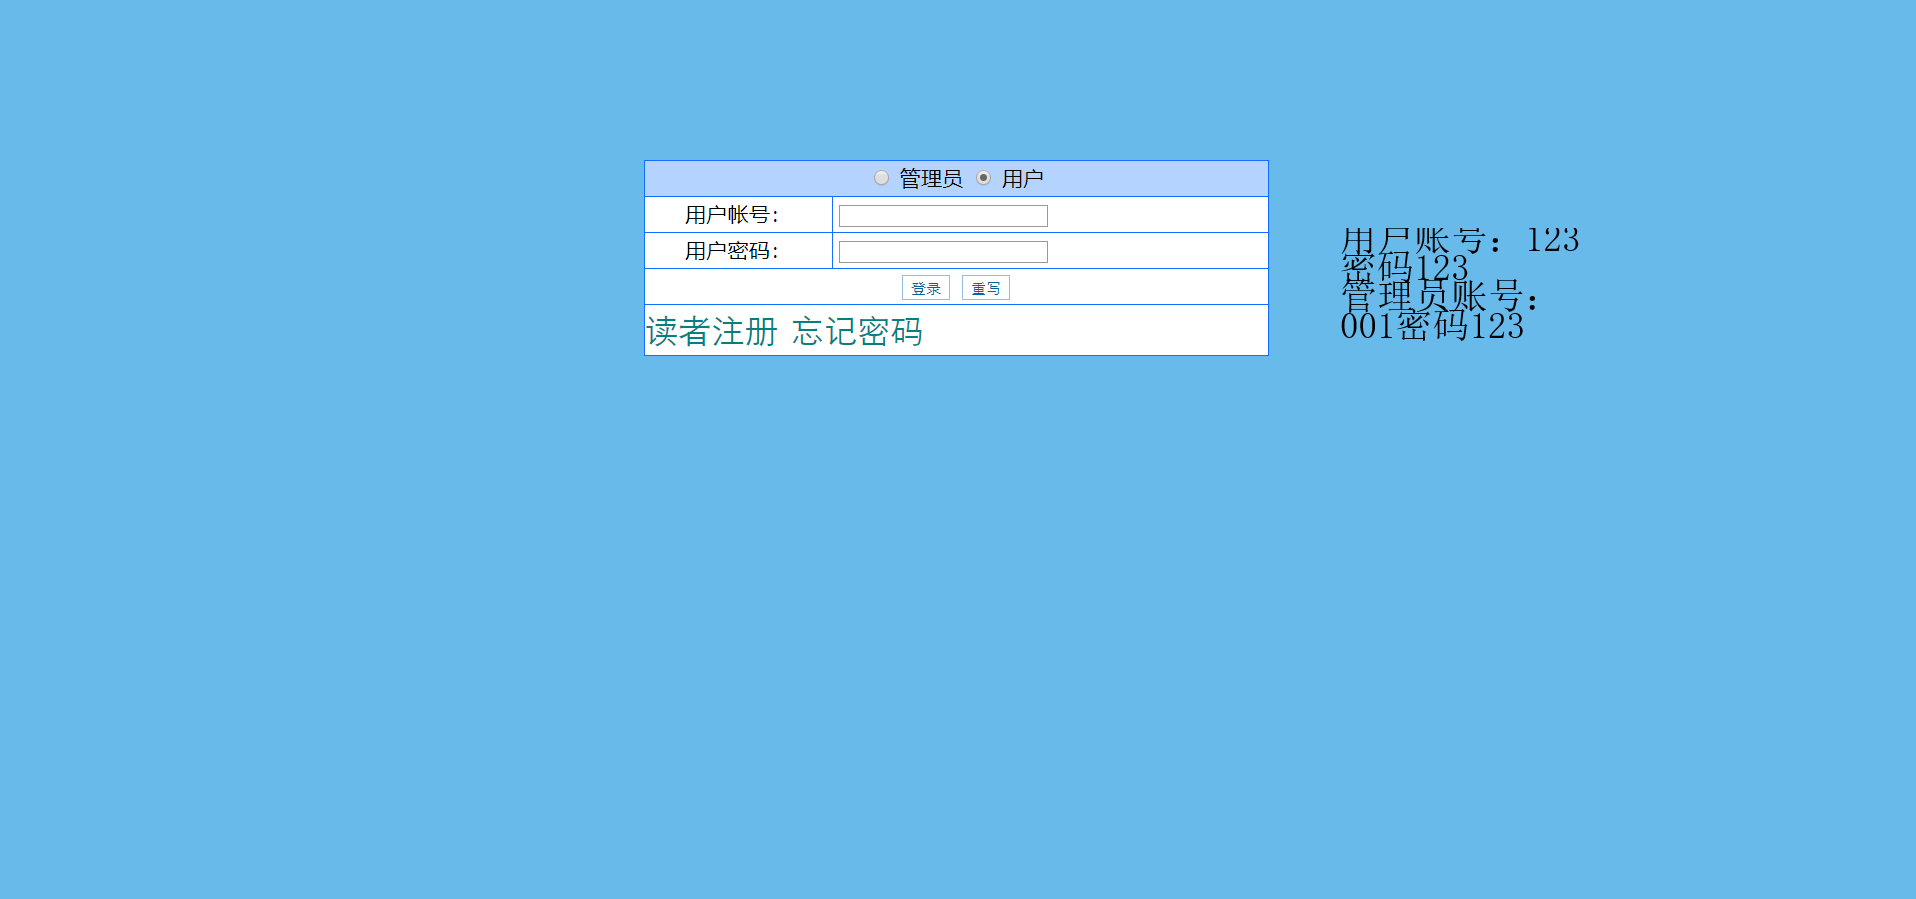 管理员 用户
用户帐号：
用户密码：
登录 重写
读者注册 忘记密码
用户账号：123
密码123
管理员账号：
001密码123